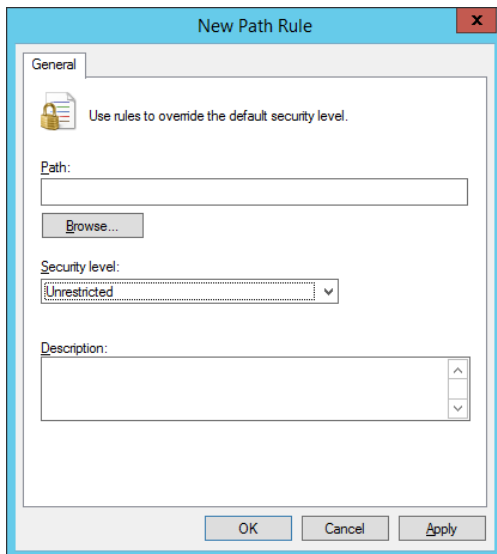 New Path Rule
x
General
Use rules to override the default security level.
Path:
Browse...
Security level:
Unrestricted
Description:
OK Cancel Apply